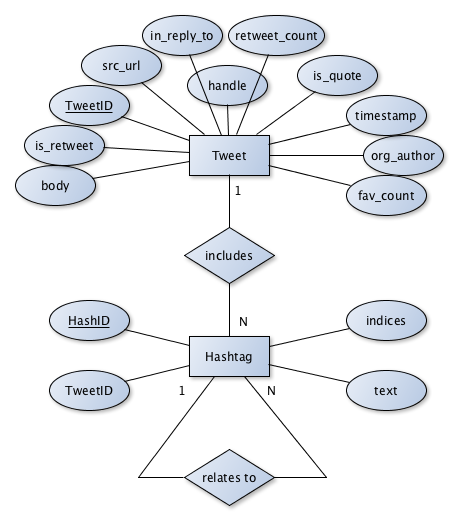 in_reply_to
retweet_count
src_url
handle
is_quote
TweetID
timestamp
is_retweet
Tweet
org_author
body
fav_count
1
includes
N
HashID
indices
Hashtag
TweetID
1
N
text
relates to